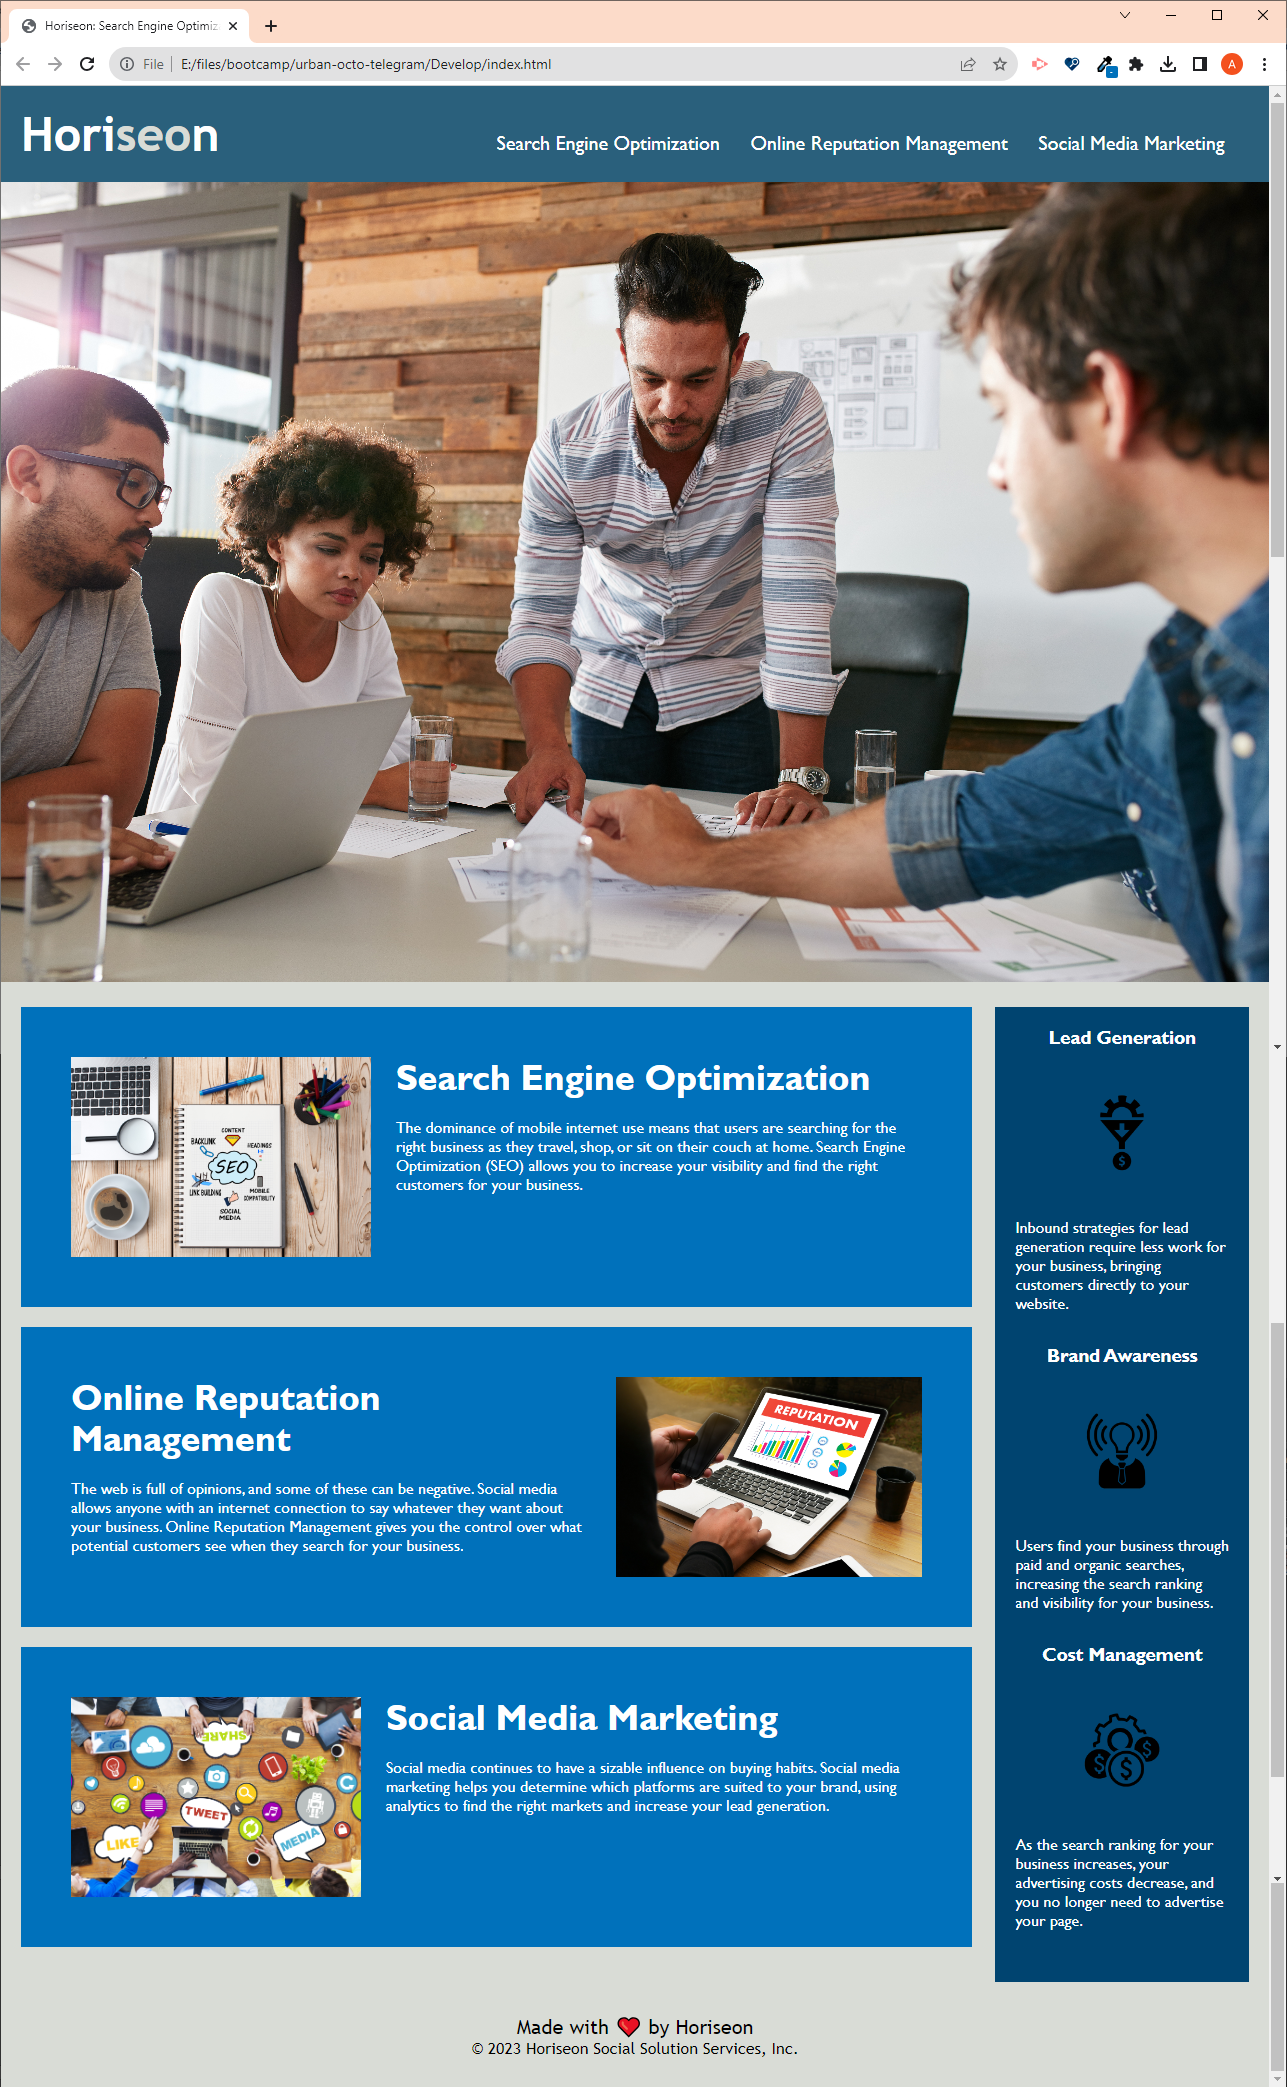 Horiseon: Search Engine Optimiz
File | E:/files/bootcamp/urban-octo-telegram/Develop/index.html
A
Horiseon
Search Engine Optimization
Online Reputation Management
Social Media Marketing
Search Engine Optimization
The dominance of mobile internet use means that users are searching for the
right business as they travel, shop, or sit on their couch at home. Search Engine
Optimization (SEO) allows you to increase your visibility and find the right
customers for your business.
CONTENT
BACKLINK
HEADINGS
SEO
LINK BUILDING
MOBILE
COMPATIBILITY
SOCIAL
MEDIA
Online Reputation
Management
The web is full of opinions, and some of these can be negative. Social media
allows anyone with an internet connection to say whatever they want about
your business. Online Reputation Management gives you the control over what
potential customers see when they search for your business.
REPUTATION
Social Media Marketing
Social media continues to have a sizable influence on buying habits. Social media
marketing helps you determine which platforms are suited to your brand, using
analytics to find the right markets and increase your lead generation.
SHARE
TWEET
LIKE
MEDIA
Lead Generation
$
Inbound strategies for lead
generation require less work for
your business, bringing
customers directly to your
website.
Brand Awareness
Users find your business through
paid and organic searches,
increasing the search ranking
and visibility for your business.
Cost Management
$ $ $
As the search ranking for your
business increases, your
advertising costs decrease, and
you no longer need to advertise
your page.
Made with ❤️ by Horiseon
© 2023 Horiseon Social Solution Services, Inc.